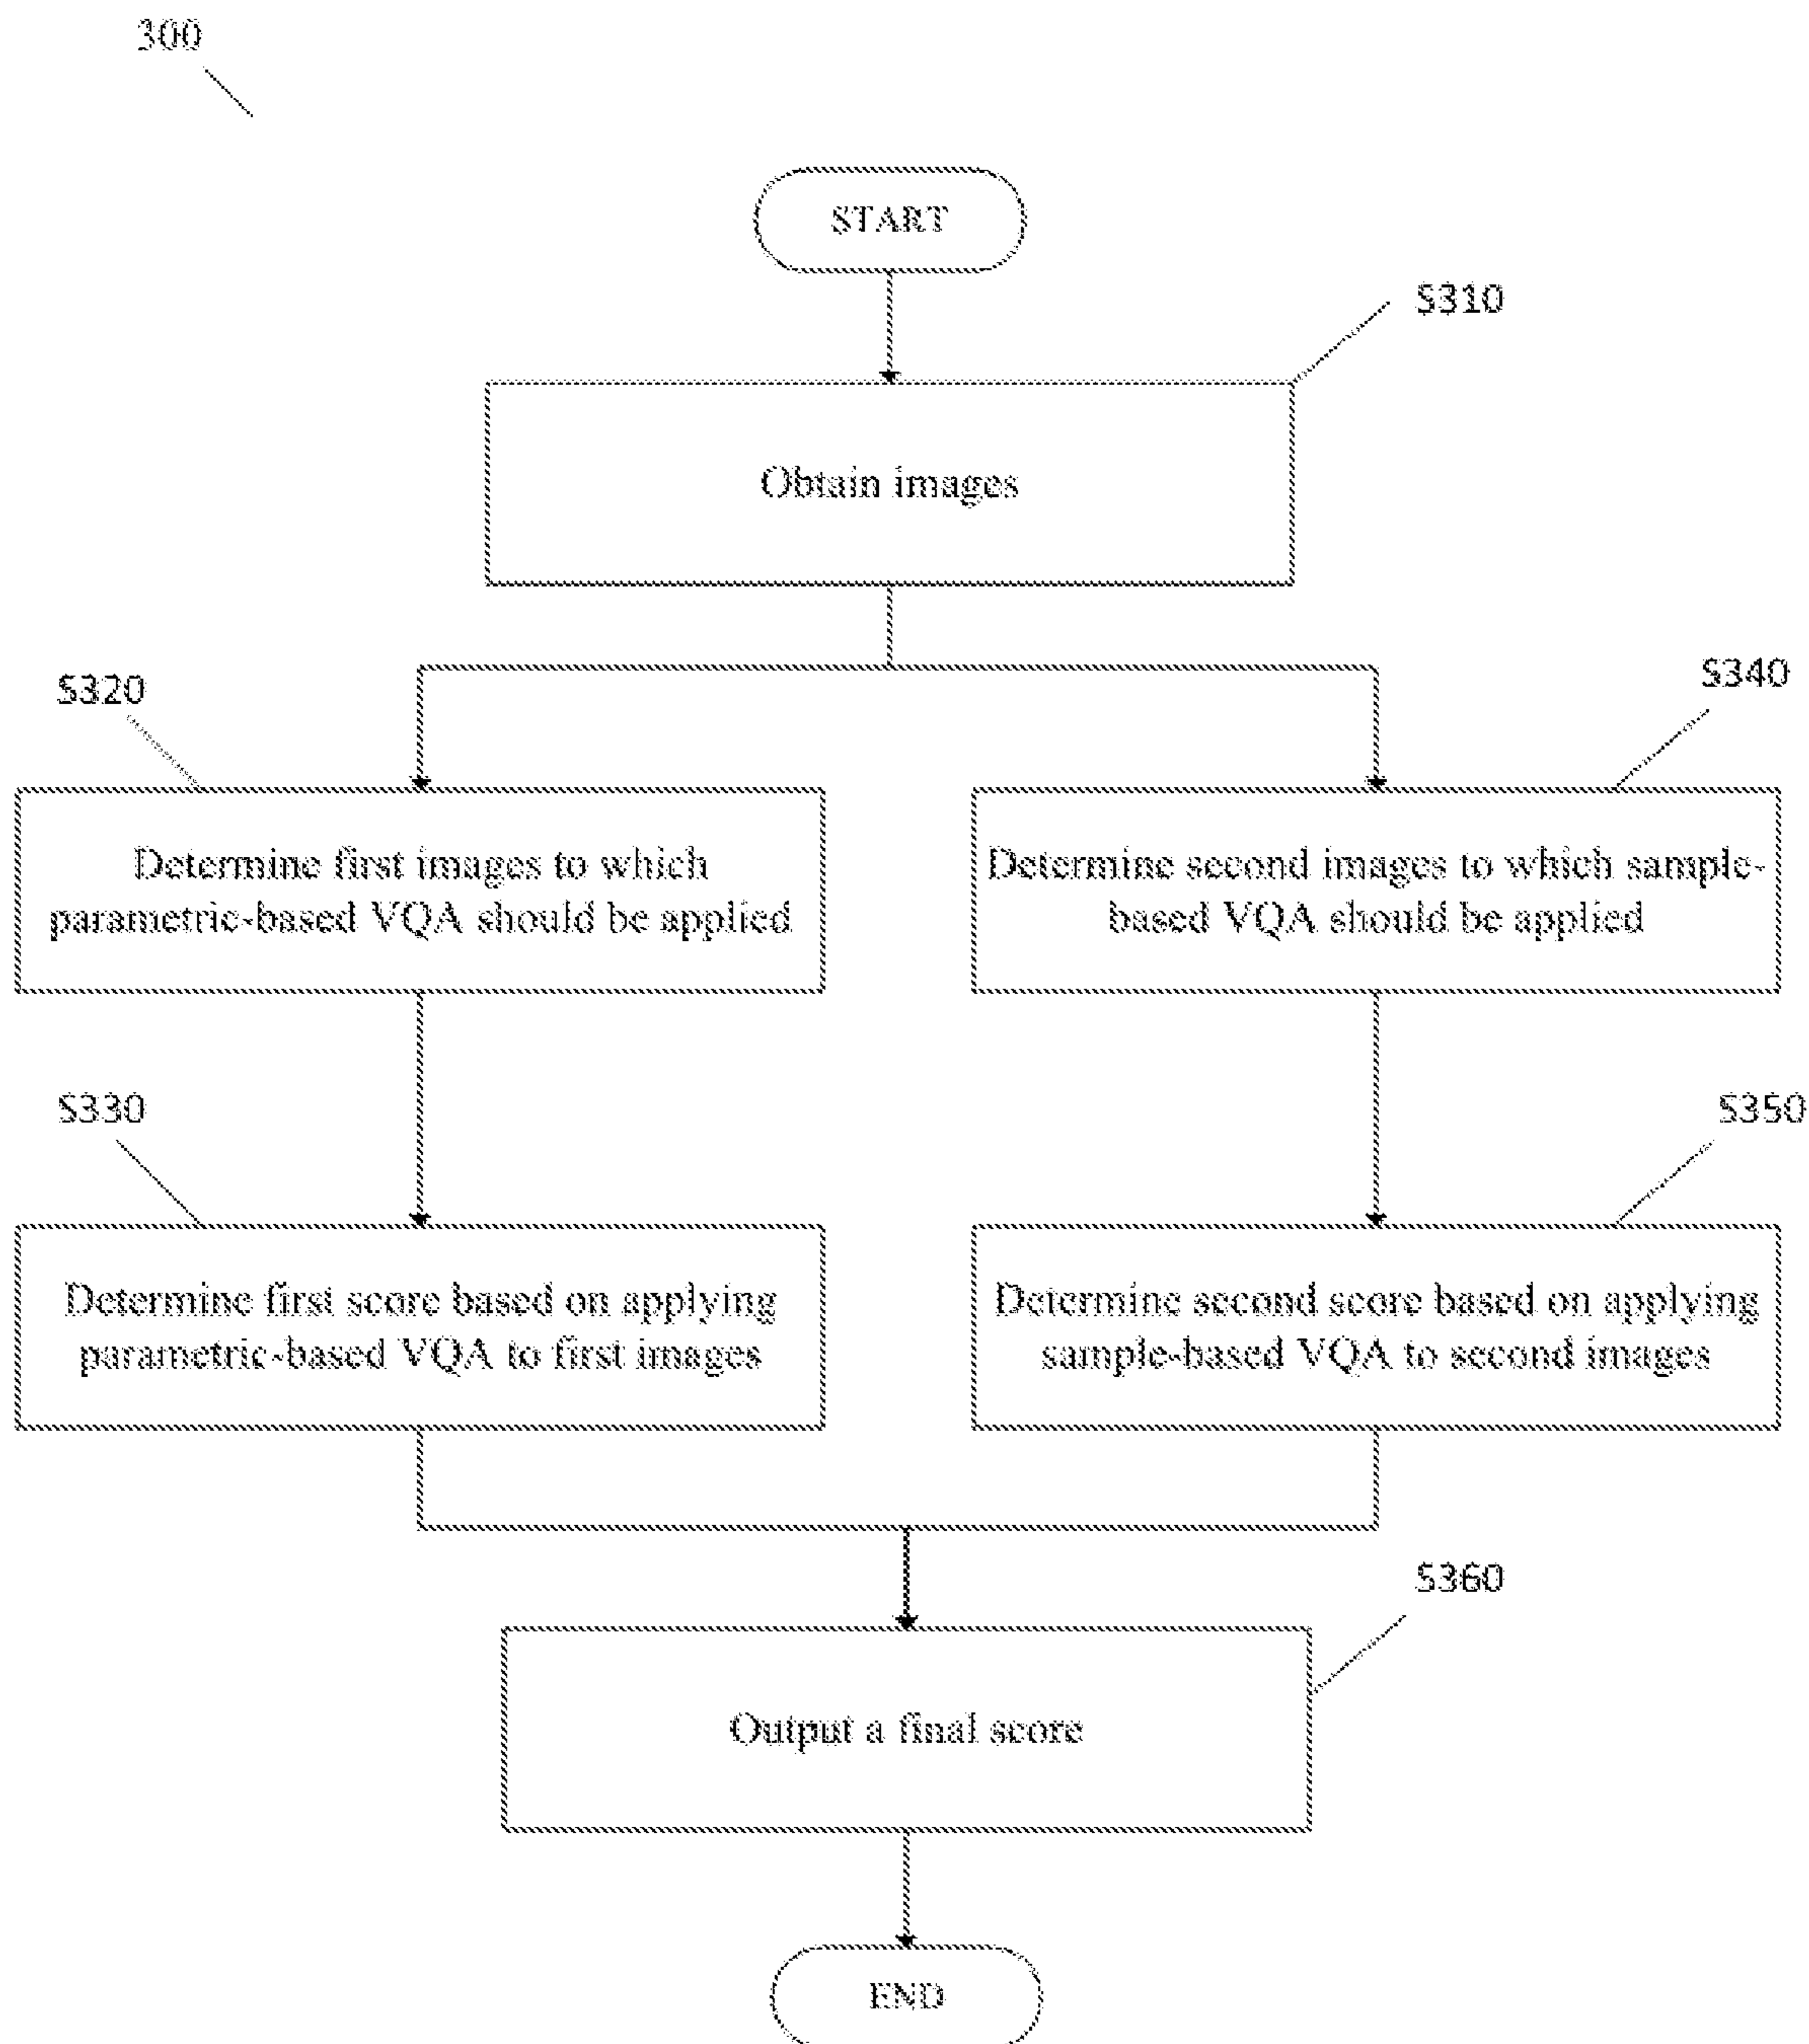 300
START
S310
Obtain images
S320
S340
Determine first images to which
parametric-based VQA should be applied
Determine second images to which sample-
based VQA should be applied
S330
S350
Determine first score based on applying
parametric-based VQA to first images
Determine second score based on applying
sample-based VQA to second images
S360
Output a final score
END